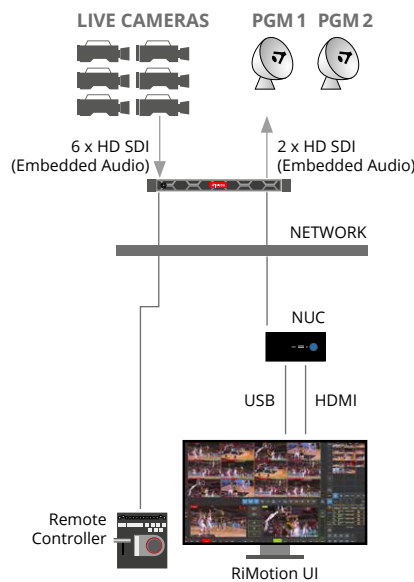 LIVE CAMERAS
PGM 1 PGM 2
6 x HD SDI
(Embedded Audio)
2 x HD SDI
(Embedded Audio)
NETWORK
NUC
USB
HDMI
Remote
Controller
RiMotion UI